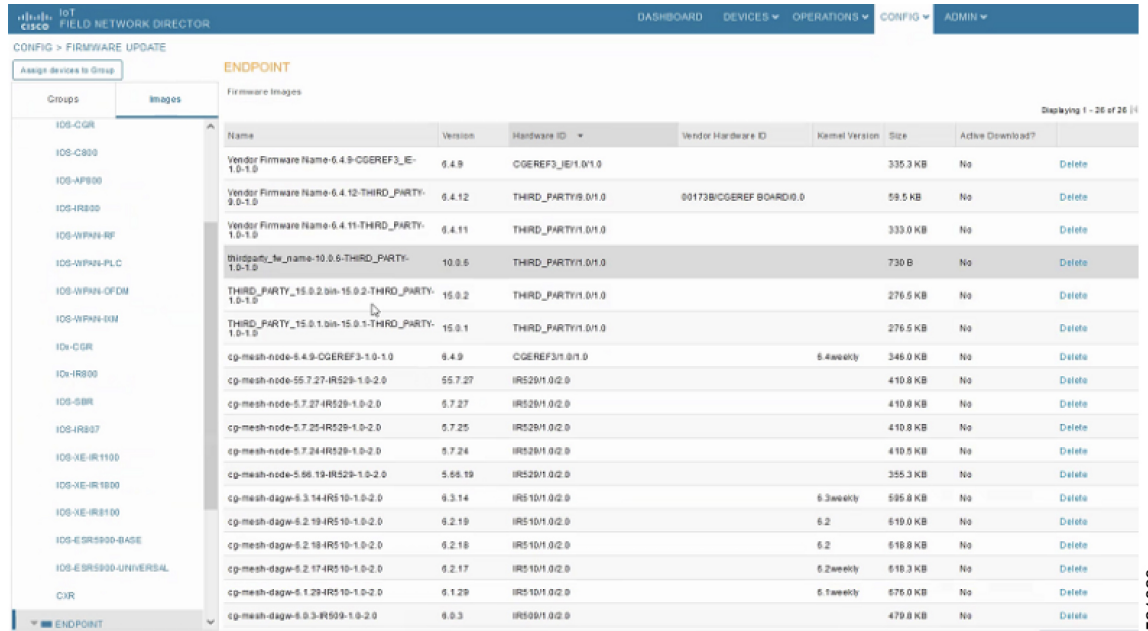 cisco IoT
FIELD NETWORK DIRECTOR
DASHBOARD DEVICES OPERATIONS CONFIG ADMIN
CONFIG > FIRMWARE UPDATE
Assign devices to Group
Groups Images
IOS-CGR
IOS-C800
IOS-AP800
IOS-IR800
IOS-WPAN-RF
IOS-WPAN-PLC
IOS-WPAN-OFDM
IOS-WPAN-IXM
IOx-CGR
IOx-IR800
IOS-SBR
IOS-IR807
IOS-XE-IR1100
IOS-XE-IR1800
IOS-XE-IR8100
IOS-ESR5900-BASE
IOS-ESR5900-UNIVERSAL
CXR
ENDPOINT
ENDPOINT
Firmware Images
Displaying 1 - 26 of 26
Name Version Hardware ID Vendor Hardware ID Kernel Version Size Active Download?
Vendor Firmware Name-6.4.9-CGEREF3_IE-
1.0-1.0 6.4.9 CGEREF3_IE/1.0/1.0 335.3 KB No Delete
Vendor Firmware Name-6.4.12-THIRD_PARTY-
9.0-1.0 6.4.12 THIRD_PARTY/9.0/1.0 00173B/CGEREF BOARD/0.0 59.5 KB No Delete
Vendor Firmware Name-6.4.11-THIRD_PARTY-
1.0-1.0 6.4.11 THIRD_PARTY/1.0/1.0 333.0 KB No Delete
thirdparty_fw_name-10.0.6-THIRD_PARTY-
1.0-1.0 10.0.6 THIRD_PARTY/1.0/1.0 730 B No Delete
THIRD_PARTY_15.0.2.bin-15.0.2-THIRD_PARTY-
1.0-1.0 15.0.2 THIRD_PARTY/1.0/1.0 276.5 KB No Delete
THIRD_PARTY_15.0.1.bin-15.0.1-THIRD_PARTY-
1.0-1.0 15.0.1 THIRD_PARTY/1.0/1.0 276.5 KB No Delete
cg-mesh-node-6.4.9-CGEREF3-1.0-1.0 6.4.9 CGEREF3/1.0/1.0 6.4weekly 346.0 KB No Delete
cg-mesh-node-55.7.27-IR529-1.0-2.0 55.7.27 IR529/1.0/2.0 410.8 KB No Delete
cg-mesh-node-5.7.27-IR529-1.0-2.0 5.7.27 IR529/1.0/2.0 410.8 KB No Delete
cg-mesh-node-5.7.25-IR529-1.0-2.0 5.7.25 IR529/1.0/2.0 410.8 KB No Delete
cg-mesh-node-5.7.24-IR529-1.0-2.0 5.7.24 IR529/1.0/2.0 410.5 KB No Delete
cg-mesh-node-5.66.19-IR529-1.0-2.0 5.66.19 IR529/1.0/2.0 355.3 KB No Delete
cg-mesh-dagw-6.3.14-IR510-1.0-2.0 6.3.14 IR510/1.0/2.0 6.3weekly 595.8 KB No Delete
cg-mesh-dagw-6.2.19-IR510-1.0-2.0 6.2.19 IR510/1.0/2.0 6.2 619.0 KB No Delete
cg-mesh-dagw-6.2.18-IR510-1.0-2.0 6.2.18 IR510/1.0/2.0 6.2 618.8 KB No Delete
cg-mesh-dagw-6.2.17-IR510-1.0-2.0 6.2.17 IR510/1.0/2.0 6.2weekly 618.3 KB No Delete
cg-mesh-dagw-6.1.29-IR510-1.0-2.0 6.1.29 IR510/1.0/2.0 6.1weekly 676.0 KB No Delete
cg-mesh-dagw-6.0.3-IR509-1.0-2.0 6.0.3 IR509/1.0/2.0 479.8 KB No Delete